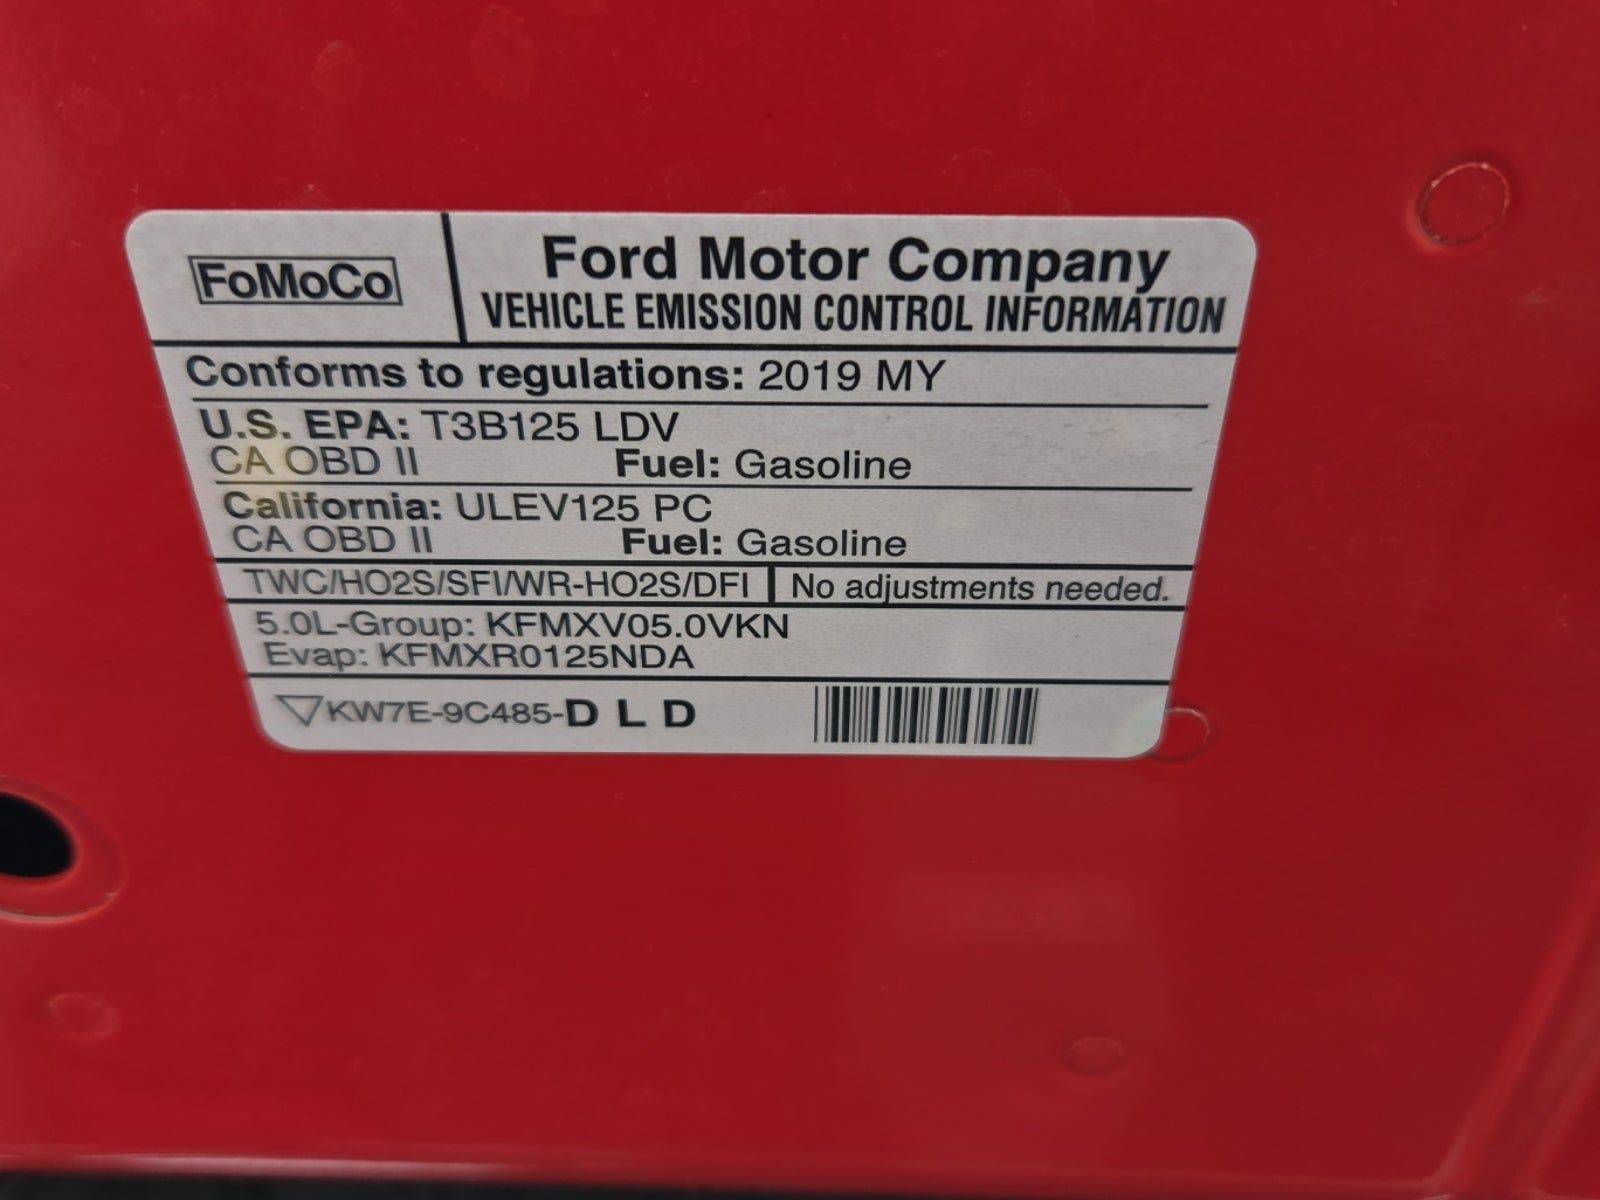 FoMoCo
Ford Motor Company
VEHICLE EMISSION CONTROL INFORMATION
Conforms to regulations: 2019 MY
U.S. EPA: T3B125 LDV
CA OBD II Fuel: Gasoline
California: ULEV125 PC
CA OBD II Fuel: Gasoline
TWC/HO2S/SFI/WR-HO2S/DFI No adjustments needed.
5.0L-Group: KFMXV05.0VKN
Evap: KFMXR0125NDA
KW7E-9C485-D L D